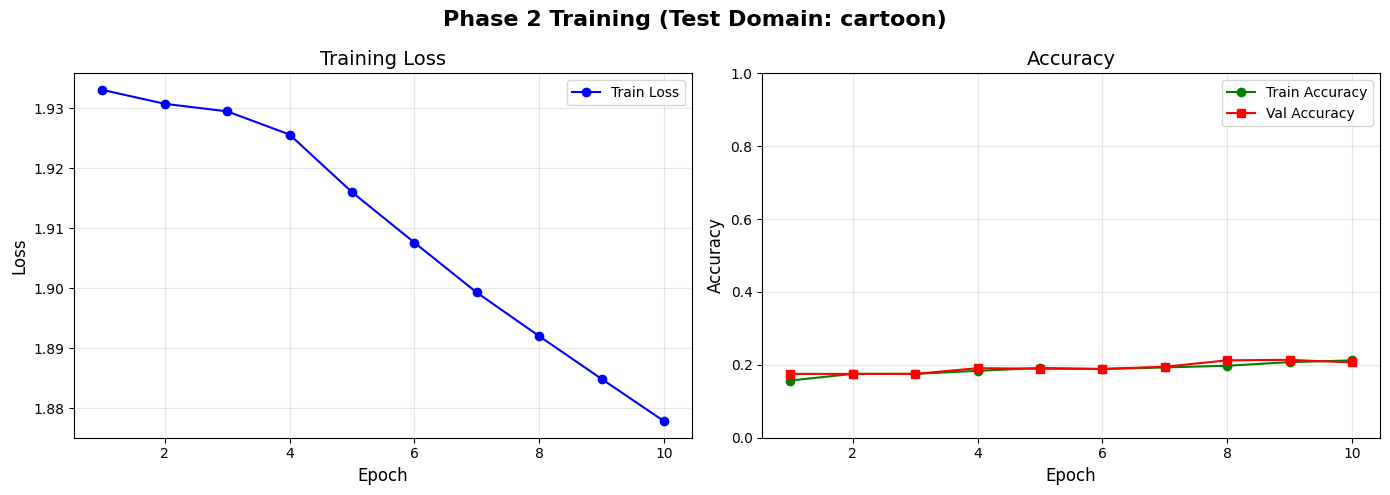 Phase 2 Training (Test Domain: cartoon)
Training Loss
Train Loss
1.93
1.92
1.91
1.90
1.89
1.88
Loss
2 4 6 8 10
Epoch
Accuracy
Train Accuracy
Val Accuracy
1.0
0.8
0.6
0.4
0.2
0.0
Accuracy
2 4 6 8 10
Epoch